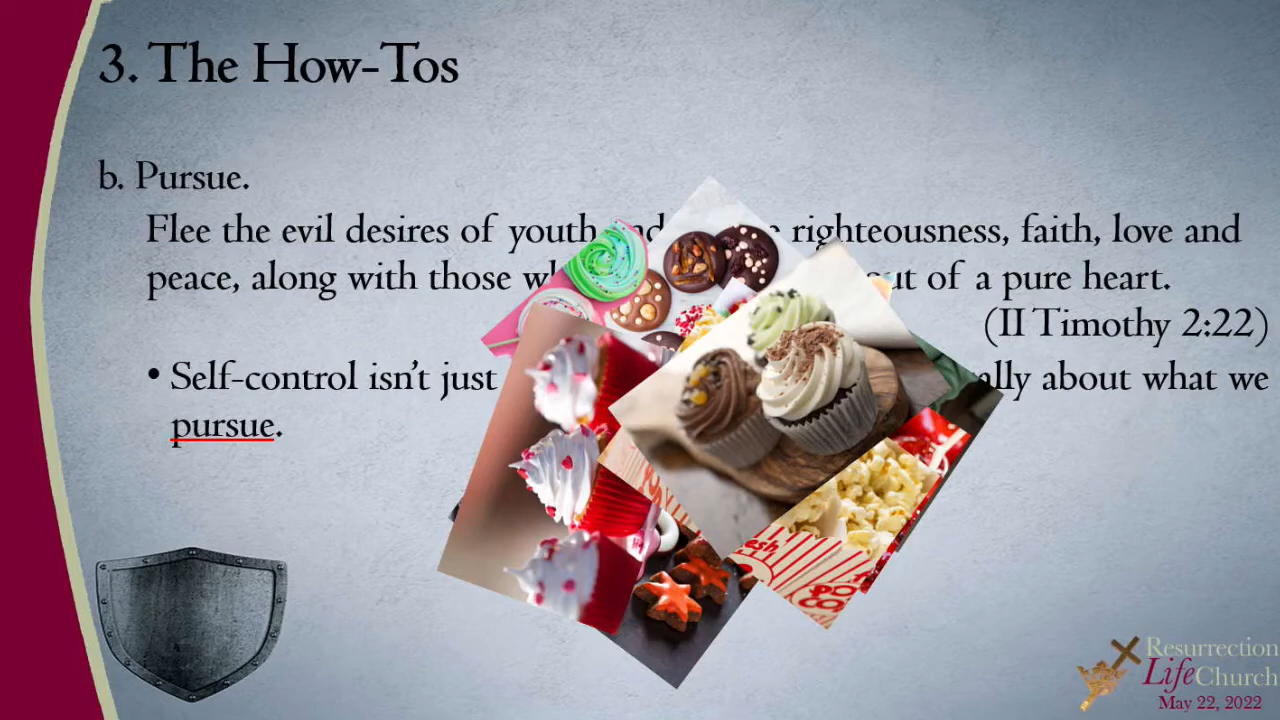 3. The How-Tos
b. Pursue.
Flee the evil desires of youth righteousness, faith, love and
peace, along with those out of a pure heart.
(II Timothy 2:22)
• Self-control isn't just about what we
pursue.
Resurrection
Life Church
May 22, 2022